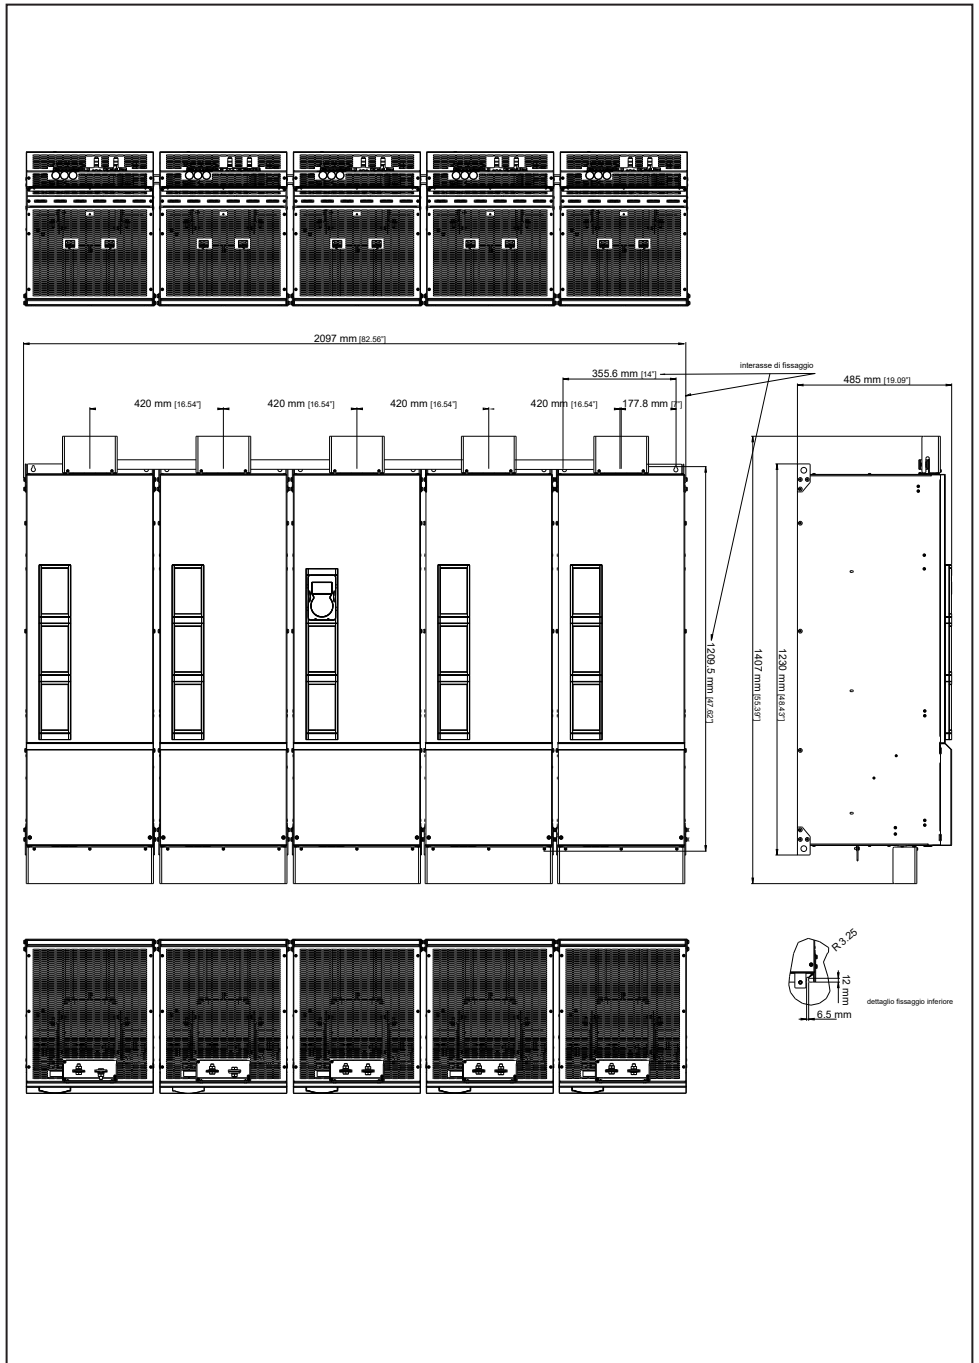 2097 mm [82.56"]
interasse di fissaggio
355.6 mm [14"]
485 mm [19.09"]
420 mm [16.54"]
420 mm [16.54"]
420 mm [16.54"]
420 mm [16.54"]
177.8 mm [7"]
1209.5 mm [47.62"]
1407 mm [55.39"]
1230 mm [48.43"]
R 3.25
12 mm
dettaglio fissaggio inferiore
6.5 mm